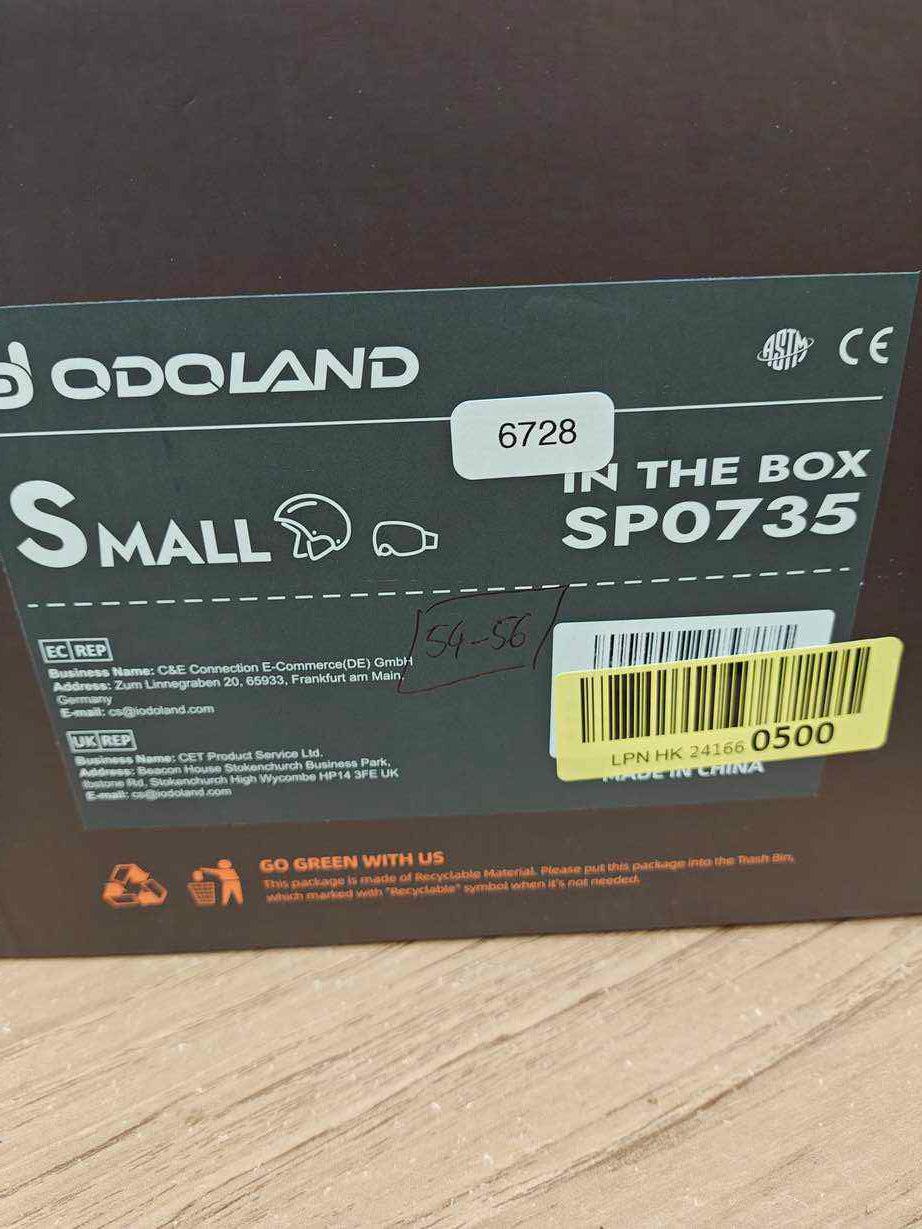 ODOLAND
ASTM CE
6728
SMALL
IN THE BOX
SP0735
54-56
EC REP
Business Name: C&E Connection E-Commerce(DE) GmbH
Address: Zum Linnegraben 20, 65933, Frankfurt am Main,
Germany
E-mail: cs@iodoland.com
UK REP
Business Name: CET Product Service Ltd.
Address: Beacon House Stokenchurch Business Park,
Ibstone Rd, Stokenchurch High Wycombe HP14 3FE UK
E-mail: cs@iodoland.com
LPN HK 24166 0500
MADE IN CHINA
GO GREEN WITH US
This package is made of Recyclable Material. Please put this package into the Trash Bin,
which marked with "Recyclable" symbol when it's not needed.